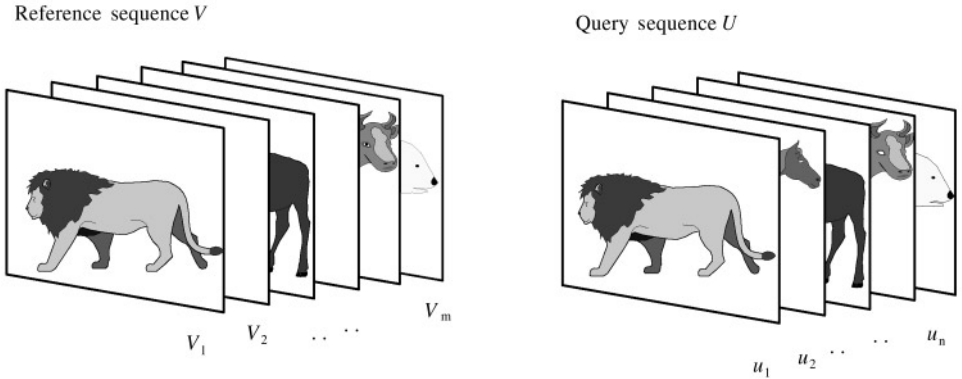 Reference sequence V
Query sequence U
V1
V2
. . . .
Vm
u1
u2
. . . .
un